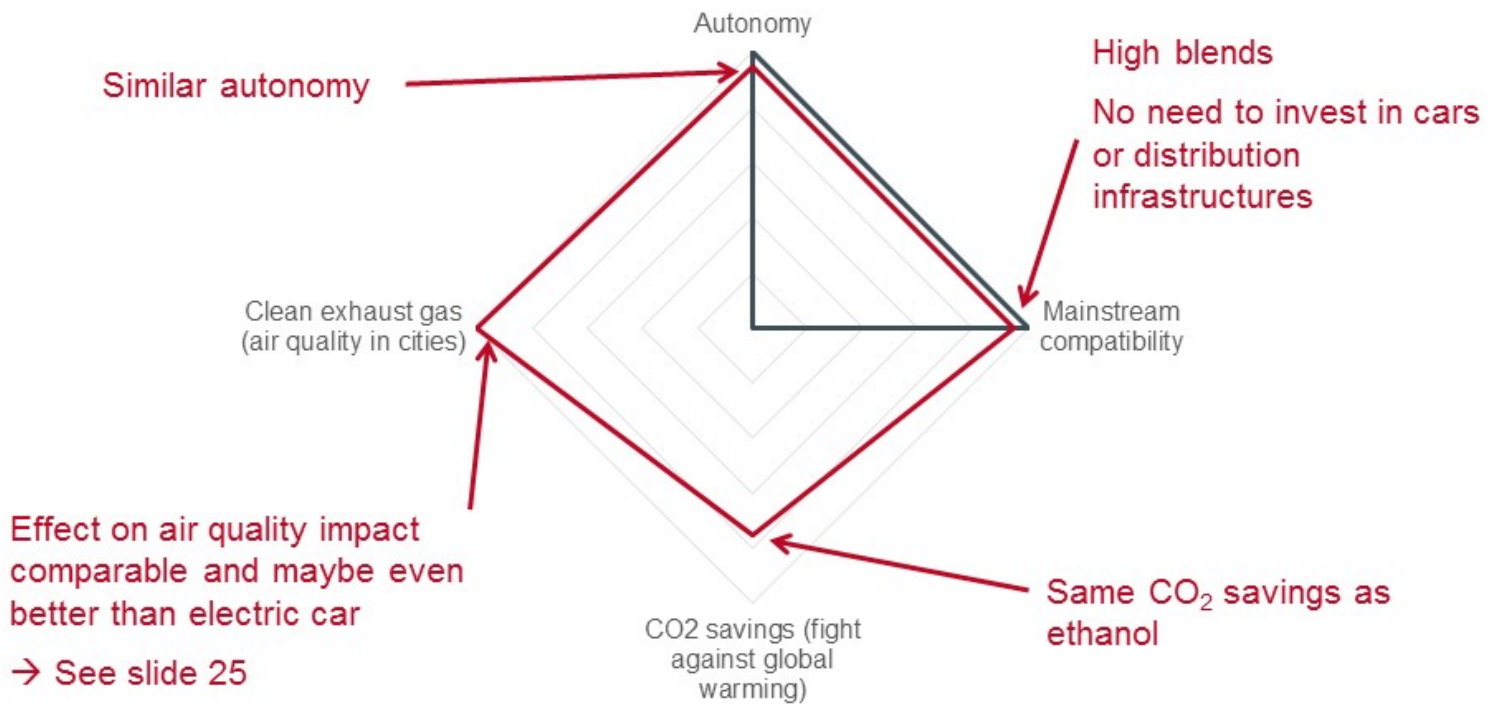 Autonomy
Similar autonomy
High blends
No need to invest in cars
or distribution
infrastructures
Clean exhaust gas
(air quality in cities)
Mainstream
compatibility
Effect on air quality impact
comparable and maybe even
better than electric car
→ See slide 25
Same CO₂ savings as
ethanol
CO2 savings (fight
against global
warming)